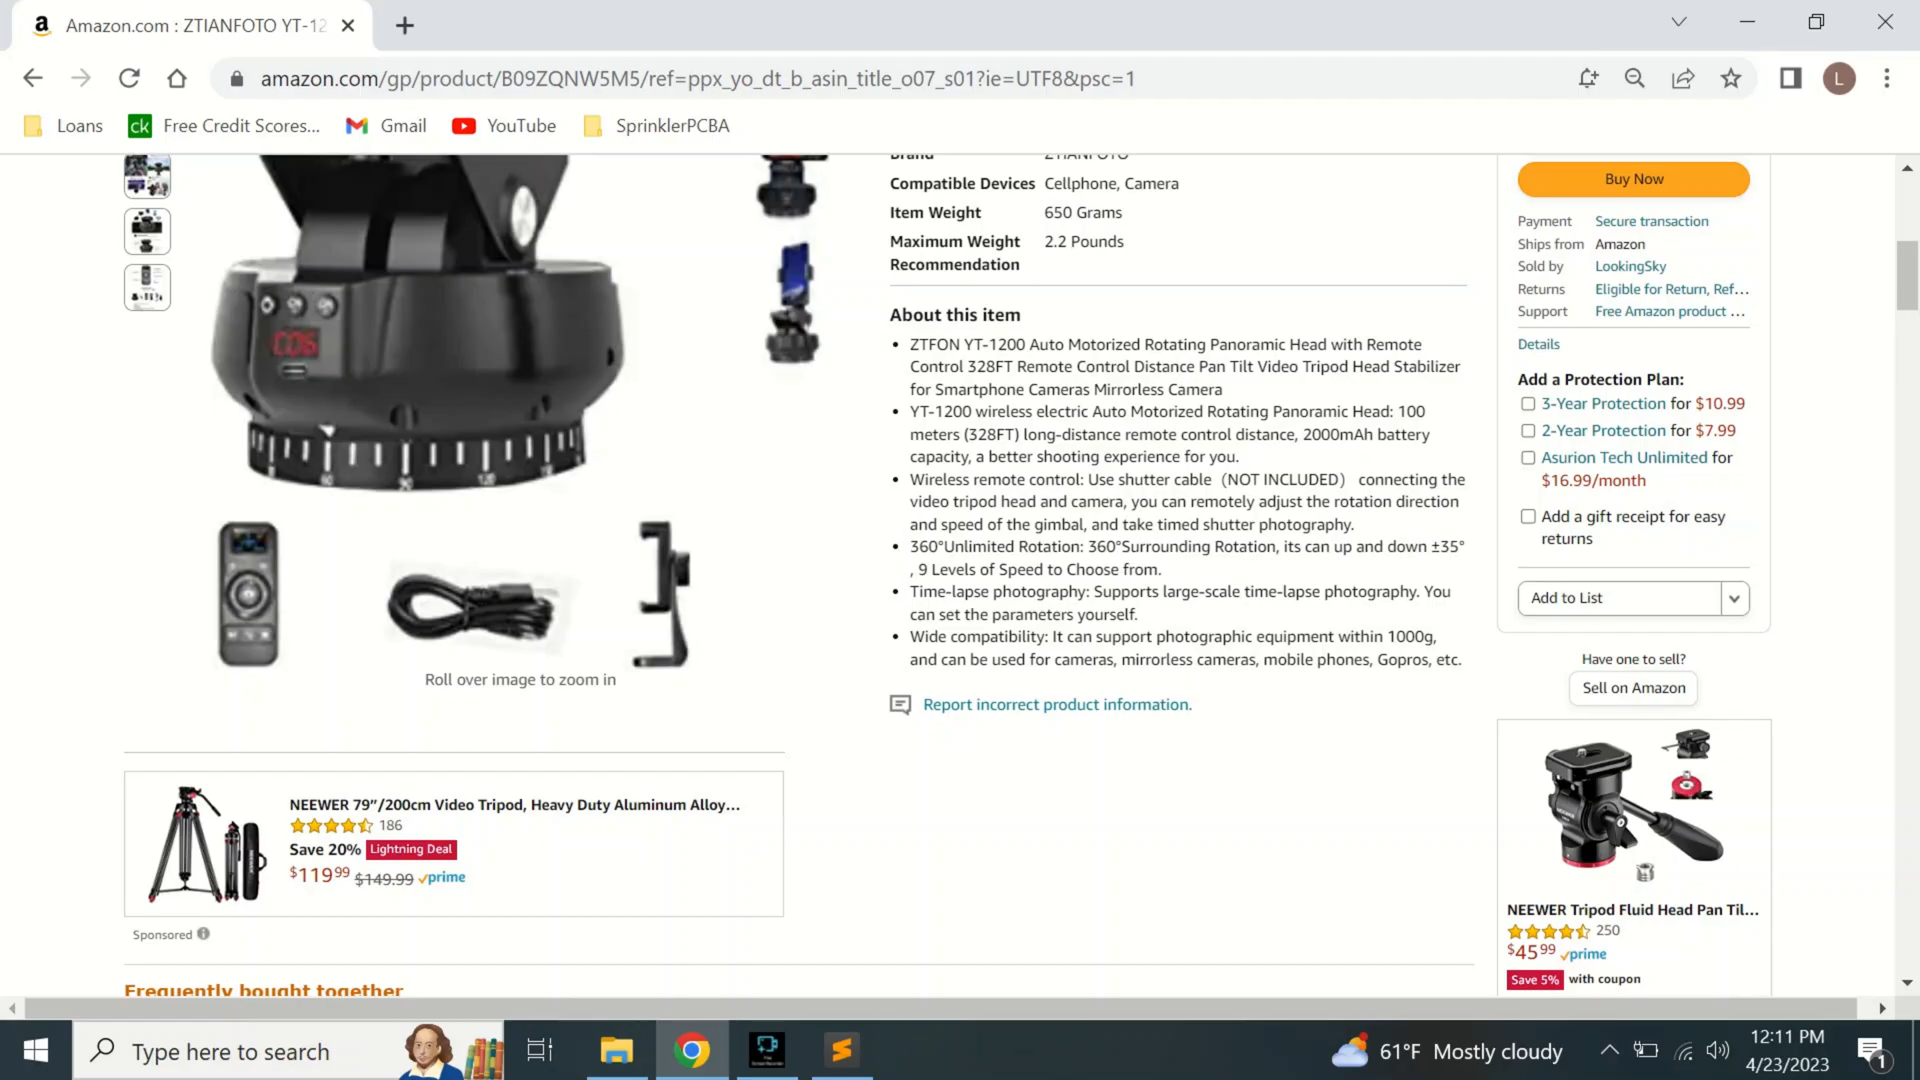 Amazon.com : ZTIANFOTO YT-12
amazon.com/gp/product/B09ZQNW5M5/ref=ppx_yo_dt_b_asin_title_o07_s01?ie=UTF8&psc=1
L
Loans
ck Free Credit Scores...
Gmail
YouTube
SprinklerPCBA
Brand ZTIANFOTO
Compatible Devices Cellphone, Camera
Item Weight 650 Grams
Maximum Weight 2.2 Pounds
Recommendation
About this item
• ZTFON YT-1200 Auto Motorized Rotating Panoramic Head with Remote
Control 328FT Remote Control Distance Pan Tilt Video Tripod Head Stabilizer
for Smartphone Cameras Mirrorless Camera
• YT-1200 wireless electric Auto Motorized Rotating Panoramic Head: 100
meters (328FT) long-distance remote control distance, 2000mAh battery
capacity, a better shooting experience for you.
• Wireless remote control: Use shutter cable（NOT INCLUDED） connecting the
video tripod head and camera, you can remotely adjust the rotation direction
and speed of the gimbal, and take timed shutter photography.
• 360°Unlimited Rotation: 360°Surrounding Rotation, its can up and down ±35°
, 9 Levels of Speed to Choose from.
• Time-lapse photography: Supports large-scale time-lapse photography. You
can set the parameters yourself.
• Wide compatibility: It can support photographic equipment within 1000g,
and can be used for cameras, mirrorless cameras, mobile phones, Gopros, etc.
Report incorrect product information.
C06
60
90
120
Roll over image to zoom in
NEEWER 79”/200cm Video Tripod, Heavy Duty Aluminum Alloy...
186
Save 20% Lightning Deal
$119.99 $149.99 prime
Sponsored
Frequently bought together
Buy Now
Payment Secure transaction
Ships from Amazon
Sold by LookingSky
Returns Eligible for Return, Ref...
Support Free Amazon product ...
Details
Add a Protection Plan:
3-Year Protection for $10.99
2-Year Protection for $7.99
Asurion Tech Unlimited for
$16.99/month
Add a gift receipt for easy
returns
Add to List
Have one to sell?
Sell on Amazon
NEEWER Tripod Fluid Head Pan Til...
250
$45.99 prime
Save 5% with coupon
Type here to search
61°F Mostly cloudy
12:11 PM
4/23/2023
1